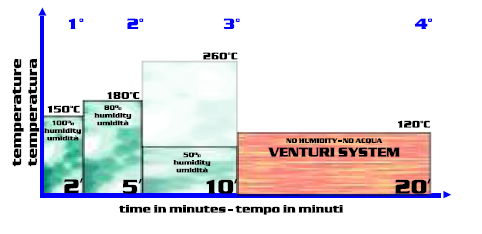 1° 2° 3° 4°
260°C
180°C
150°C
120°C
100%
humidity
umidità
80%
humidity
umidità
50%
humidity
umidità
NO HUMIDITY-NO ACQUA
VENTURI SYSTEM
2′ 5′ 10′ 20′
temperature
temperatura
time in minutes - tempo in minuti